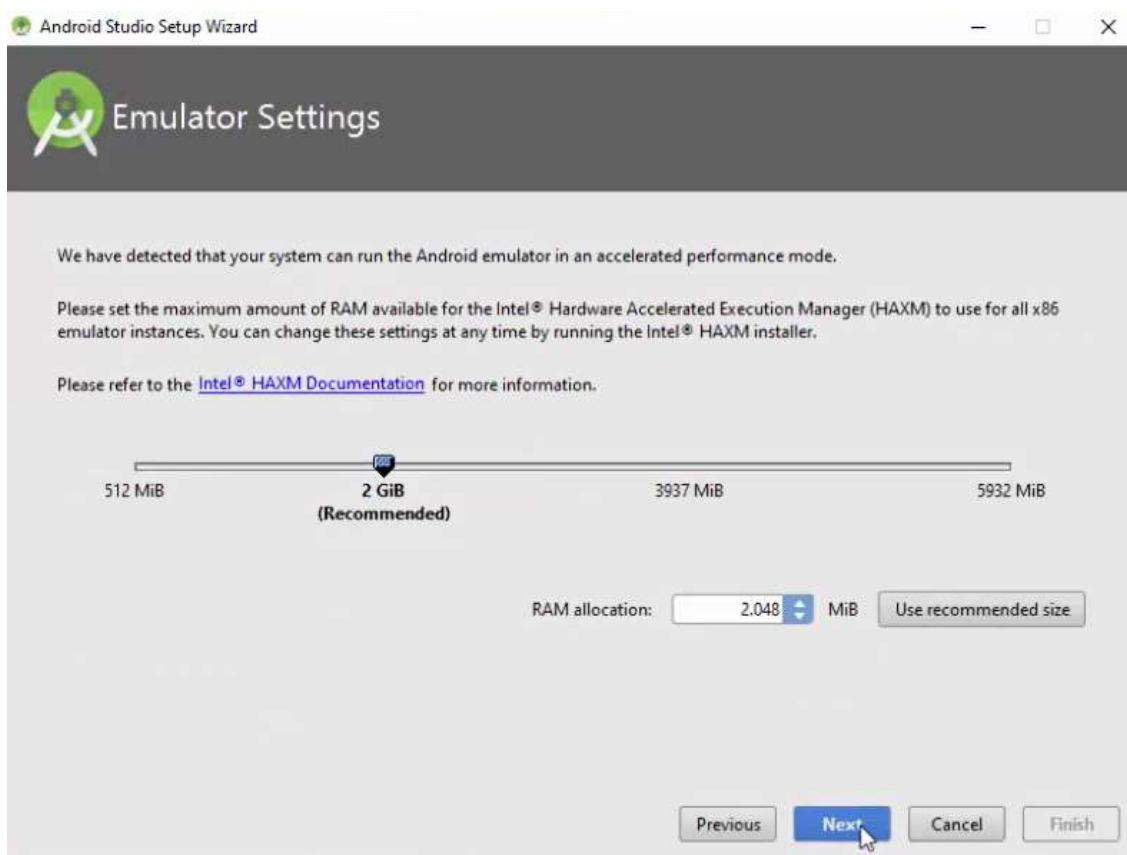 Android Studio Setup Wizard
Emulator Settings
We have detected that your system can run the Android emulator in an accelerated performance mode.
Please set the maximum amount of RAM available for the Intel® Hardware Accelerated Execution Manager (HAXM) to use for all x86
emulator instances. You can change these settings at any time by running the Intel® HAXM installer.
Please refer to the Intel® HAXM Documentation for more information.
512 MiB 2 GiB 3937 MiB 5932 MiB
(Recommended)
RAM allocation: 2.048 MiB Use recommended size
Previous Next Cancel Finish